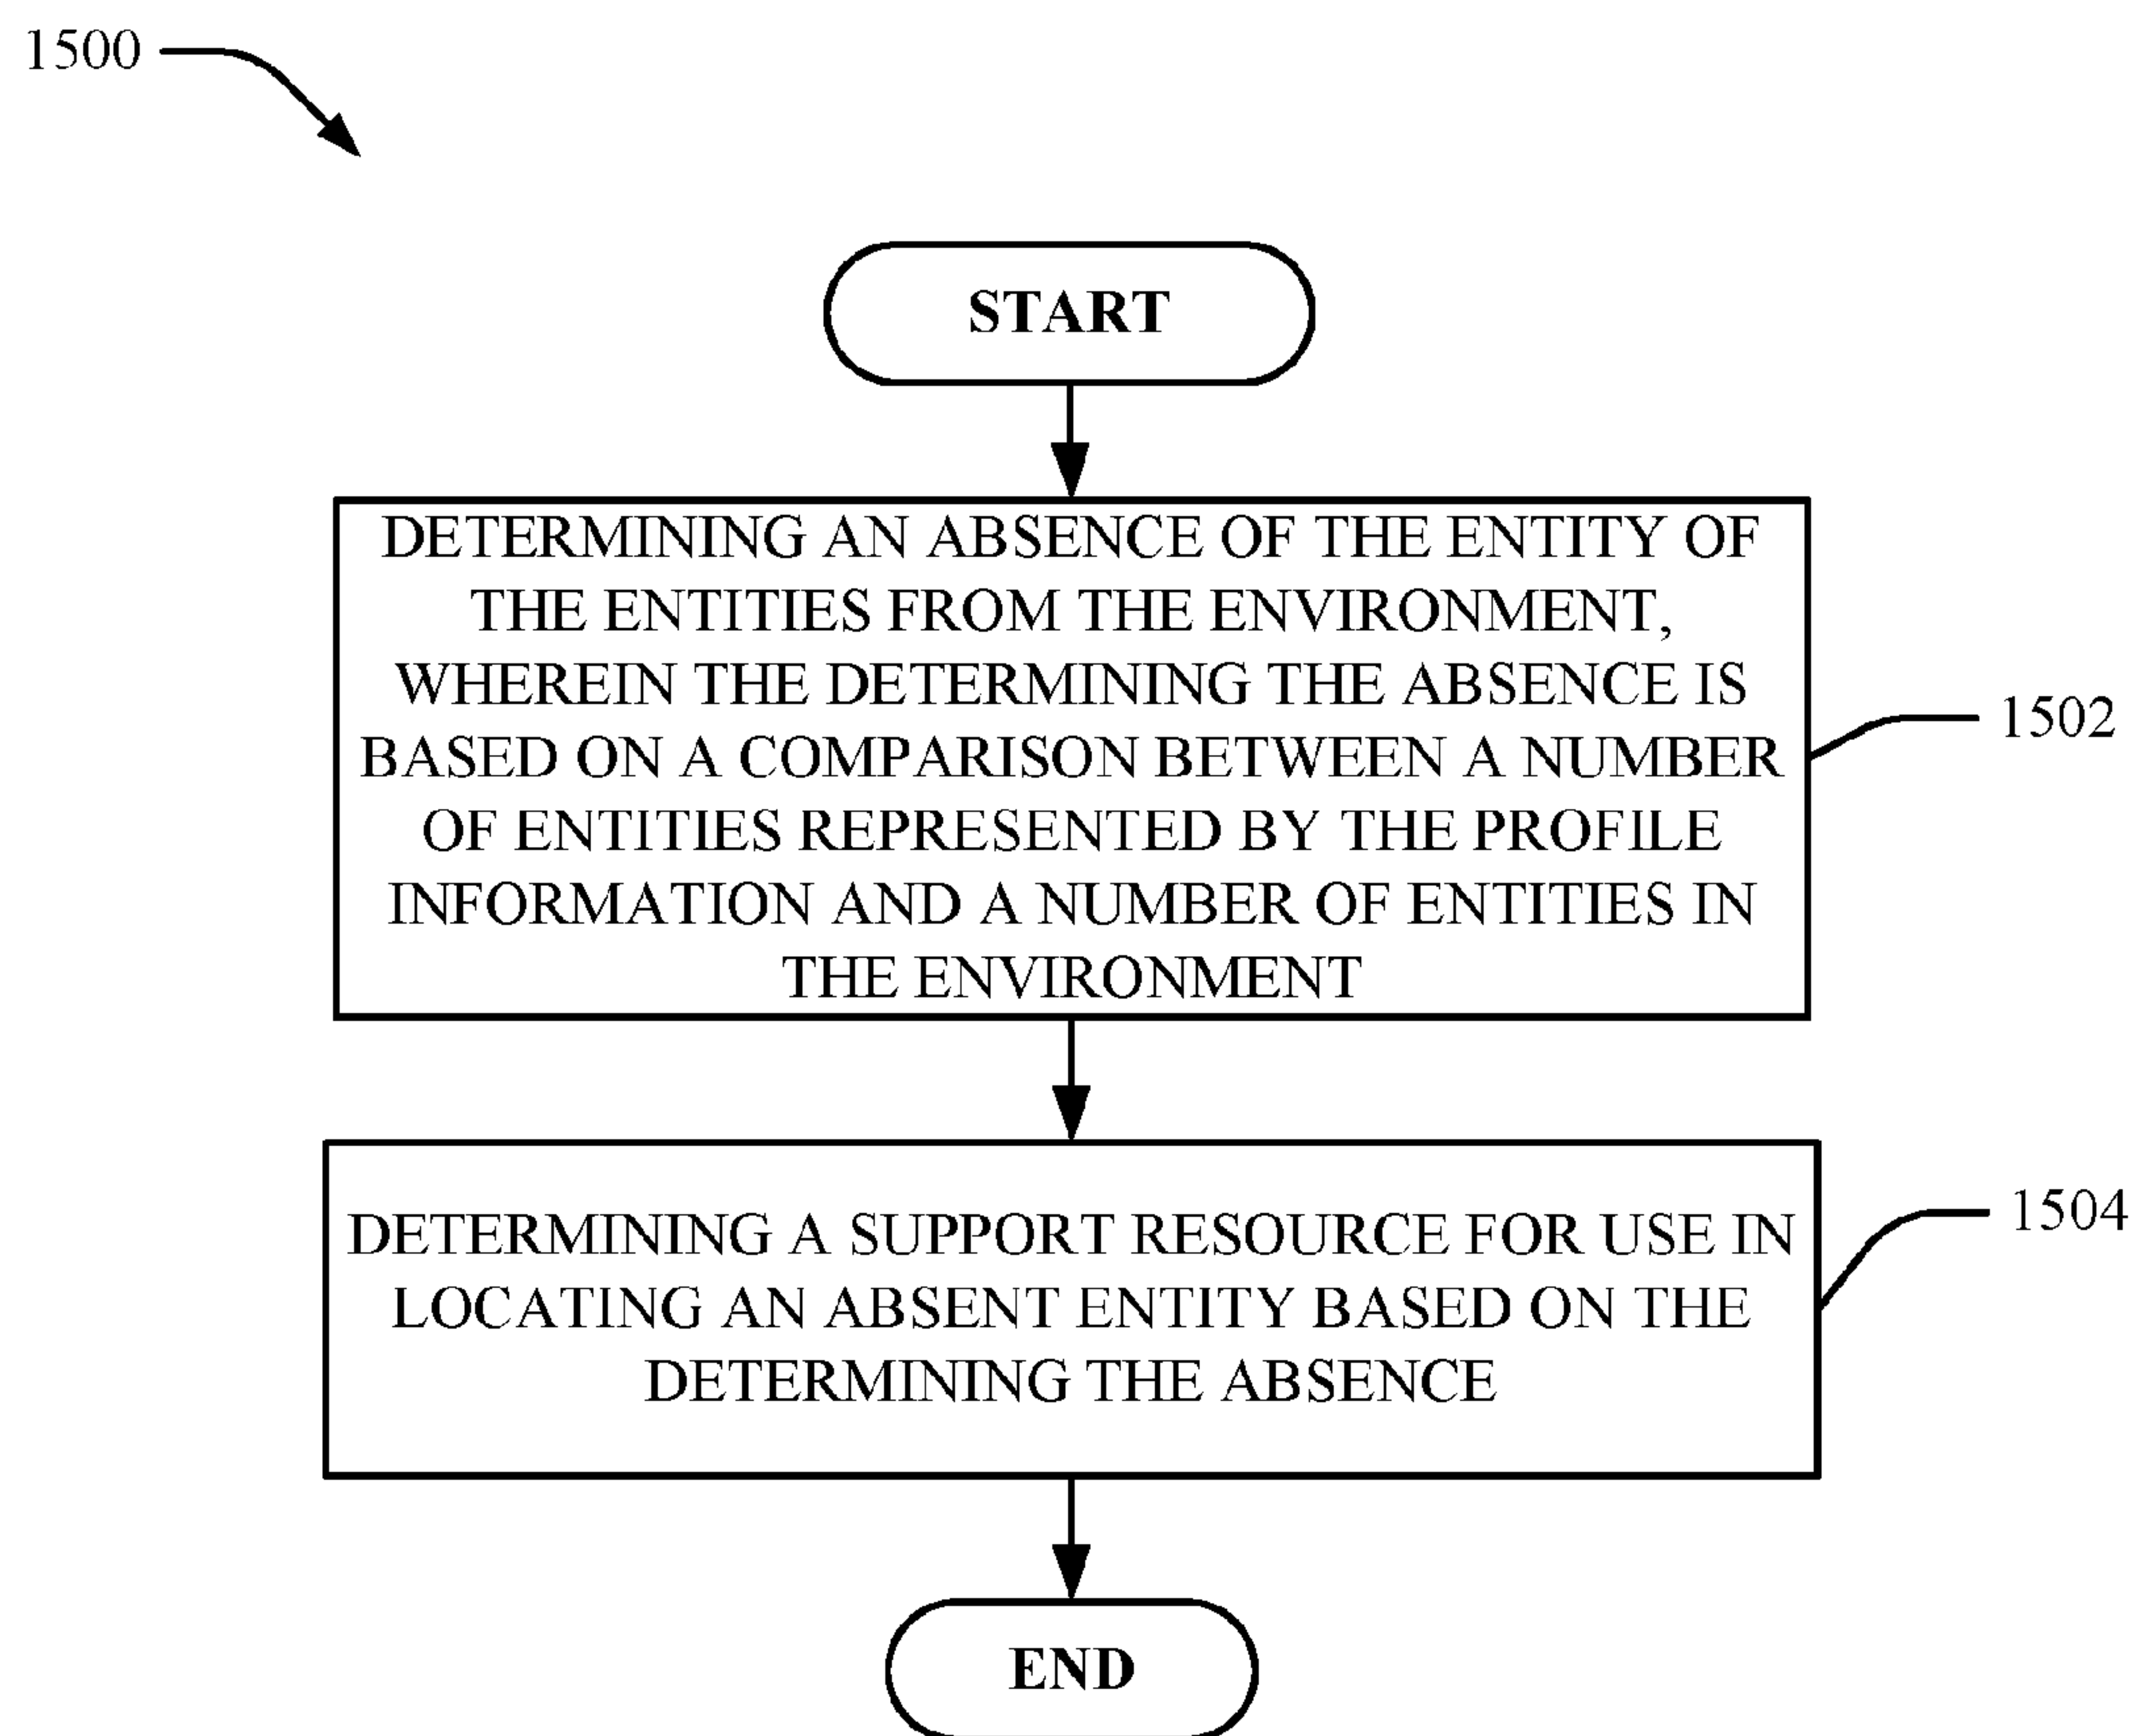 1500
START
DETERMINING AN ABSENCE OF THE ENTITY OF
THE ENTITIES FROM THE ENVIRONMENT,
WHEREIN THE DETERMINING THE ABSENCE IS
BASED ON A COMPARISON BETWEEN A NUMBER
OF ENTITIES REPRESENTED BY THE PROFILE
INFORMATION AND A NUMBER OF ENTITIES IN
THE ENVIRONMENT
1502
DETERMINING A SUPPORT RESOURCE FOR USE IN
LOCATING AN ABSENT ENTITY BASED ON THE
DETERMINING THE ABSENCE
1504
END